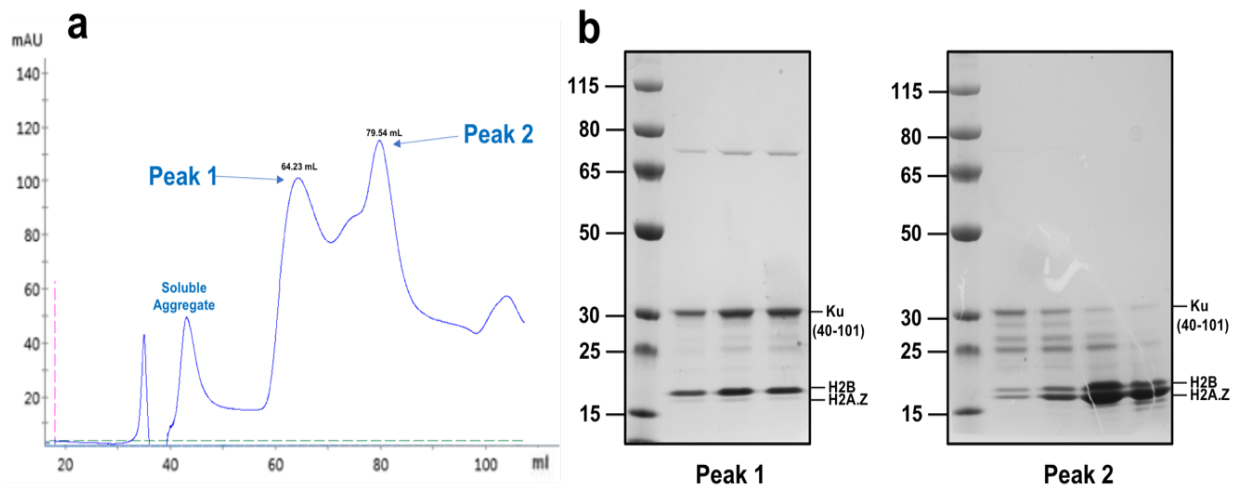 a
mAU
140
120
100
80
60
40
20
20
40
60
80
100
ml
Soluble
Aggregate
64.23 mL
Peak 1
79.54 mL
Peak 2
b
115
80
65
50
30
25
15
Ku
(40-101)
H2B
H2A.Z
Peak 1
115
80
65
50
30
25
15
Ku
(40-101)
H2B
H2A.Z
Peak 2